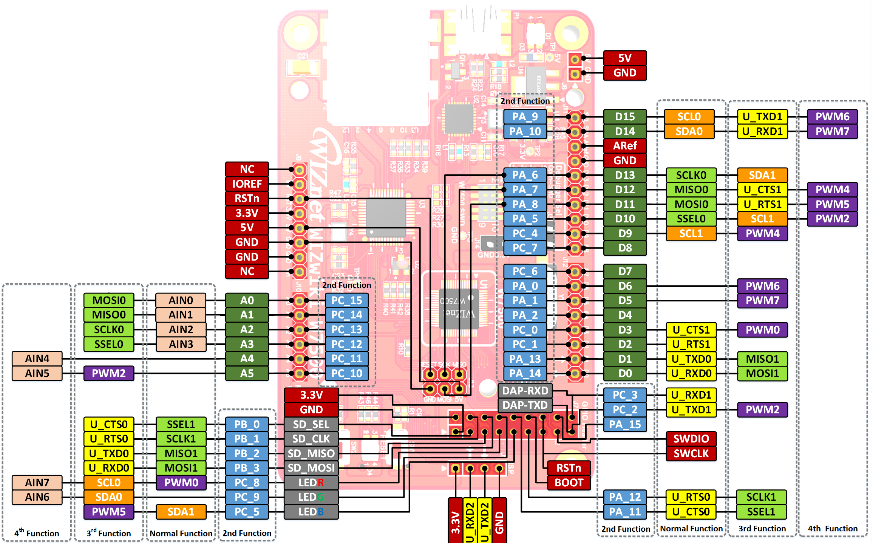 5V
GND
2nd Function
PA_9 D15 SCL0 U_TXD1 PWM6
PA_10 D14 SDA0 U_RXD1 PWM7
ARef
GND
PA_6 D13 SCLK0 SDA1
PA_7 D12 MISO0 U_CTS1 PWM4
PA_8 D11 MOSI0 U_RTS1 PWM5
PA_5 D10 SSEL0 SCL1 PWM2
PC_4 D9 SCL1 PWM4
PC_7 D8
NC
IOREF
RSTn
3.3V
5V
GND
GND
NC
WIZnet
PC_6 D7
PA_0 D6 PWM6
PA_1 D5 PWM7
PA_2 D4
PC_0 D3 U_CTS1 PWM0
PC_1 D2 U_RTS1
PA_13 D1 U_TXD0 MISO1
PA_14 D0 U_RXD0 MOSI1
2nd Function
MOSI0 AIN0 A0 PC_15
MISO0 AIN1 A1 PC_14
SCLK0 AIN2 A2 PC_13
SSEL0 AIN3 A3 PC_12
AIN4 A4 PC_11
AIN5 PWM2 A5 PC_10
WIZnet
W7500
DAP-RXD
DAP-TXD
3.3V
GND
U_CTS0 SSEL1 PB_0 SD_SEL
U_RTS0 SCLK1 PB_1 SD_CLK
U_TXD0 MISO1 PB_2 SD_MISO
U_RXD0 MOSI1 PB_3 SD_MOSI
AIN7 SCL0 PWM0 PC_8 LEDR
AIN6 SDA0 PC_9 LEDG
PWM5 SDA1 PC_5 LEDB
4th Function 3rd Function Normal Function 2nd Function
PC_3 U_RXD1
PC_2 U_TXD1 PWM2
PA_15
SWDIO
SWCLK
RSTn
BOOT
PA_12 U_RTS0 SCLK1
PA_11 U_CTS0 SSEL1
2nd Function Normal Function 3rd Function 4th Function
3.3V
U_RXD2
U_TXD2
GND